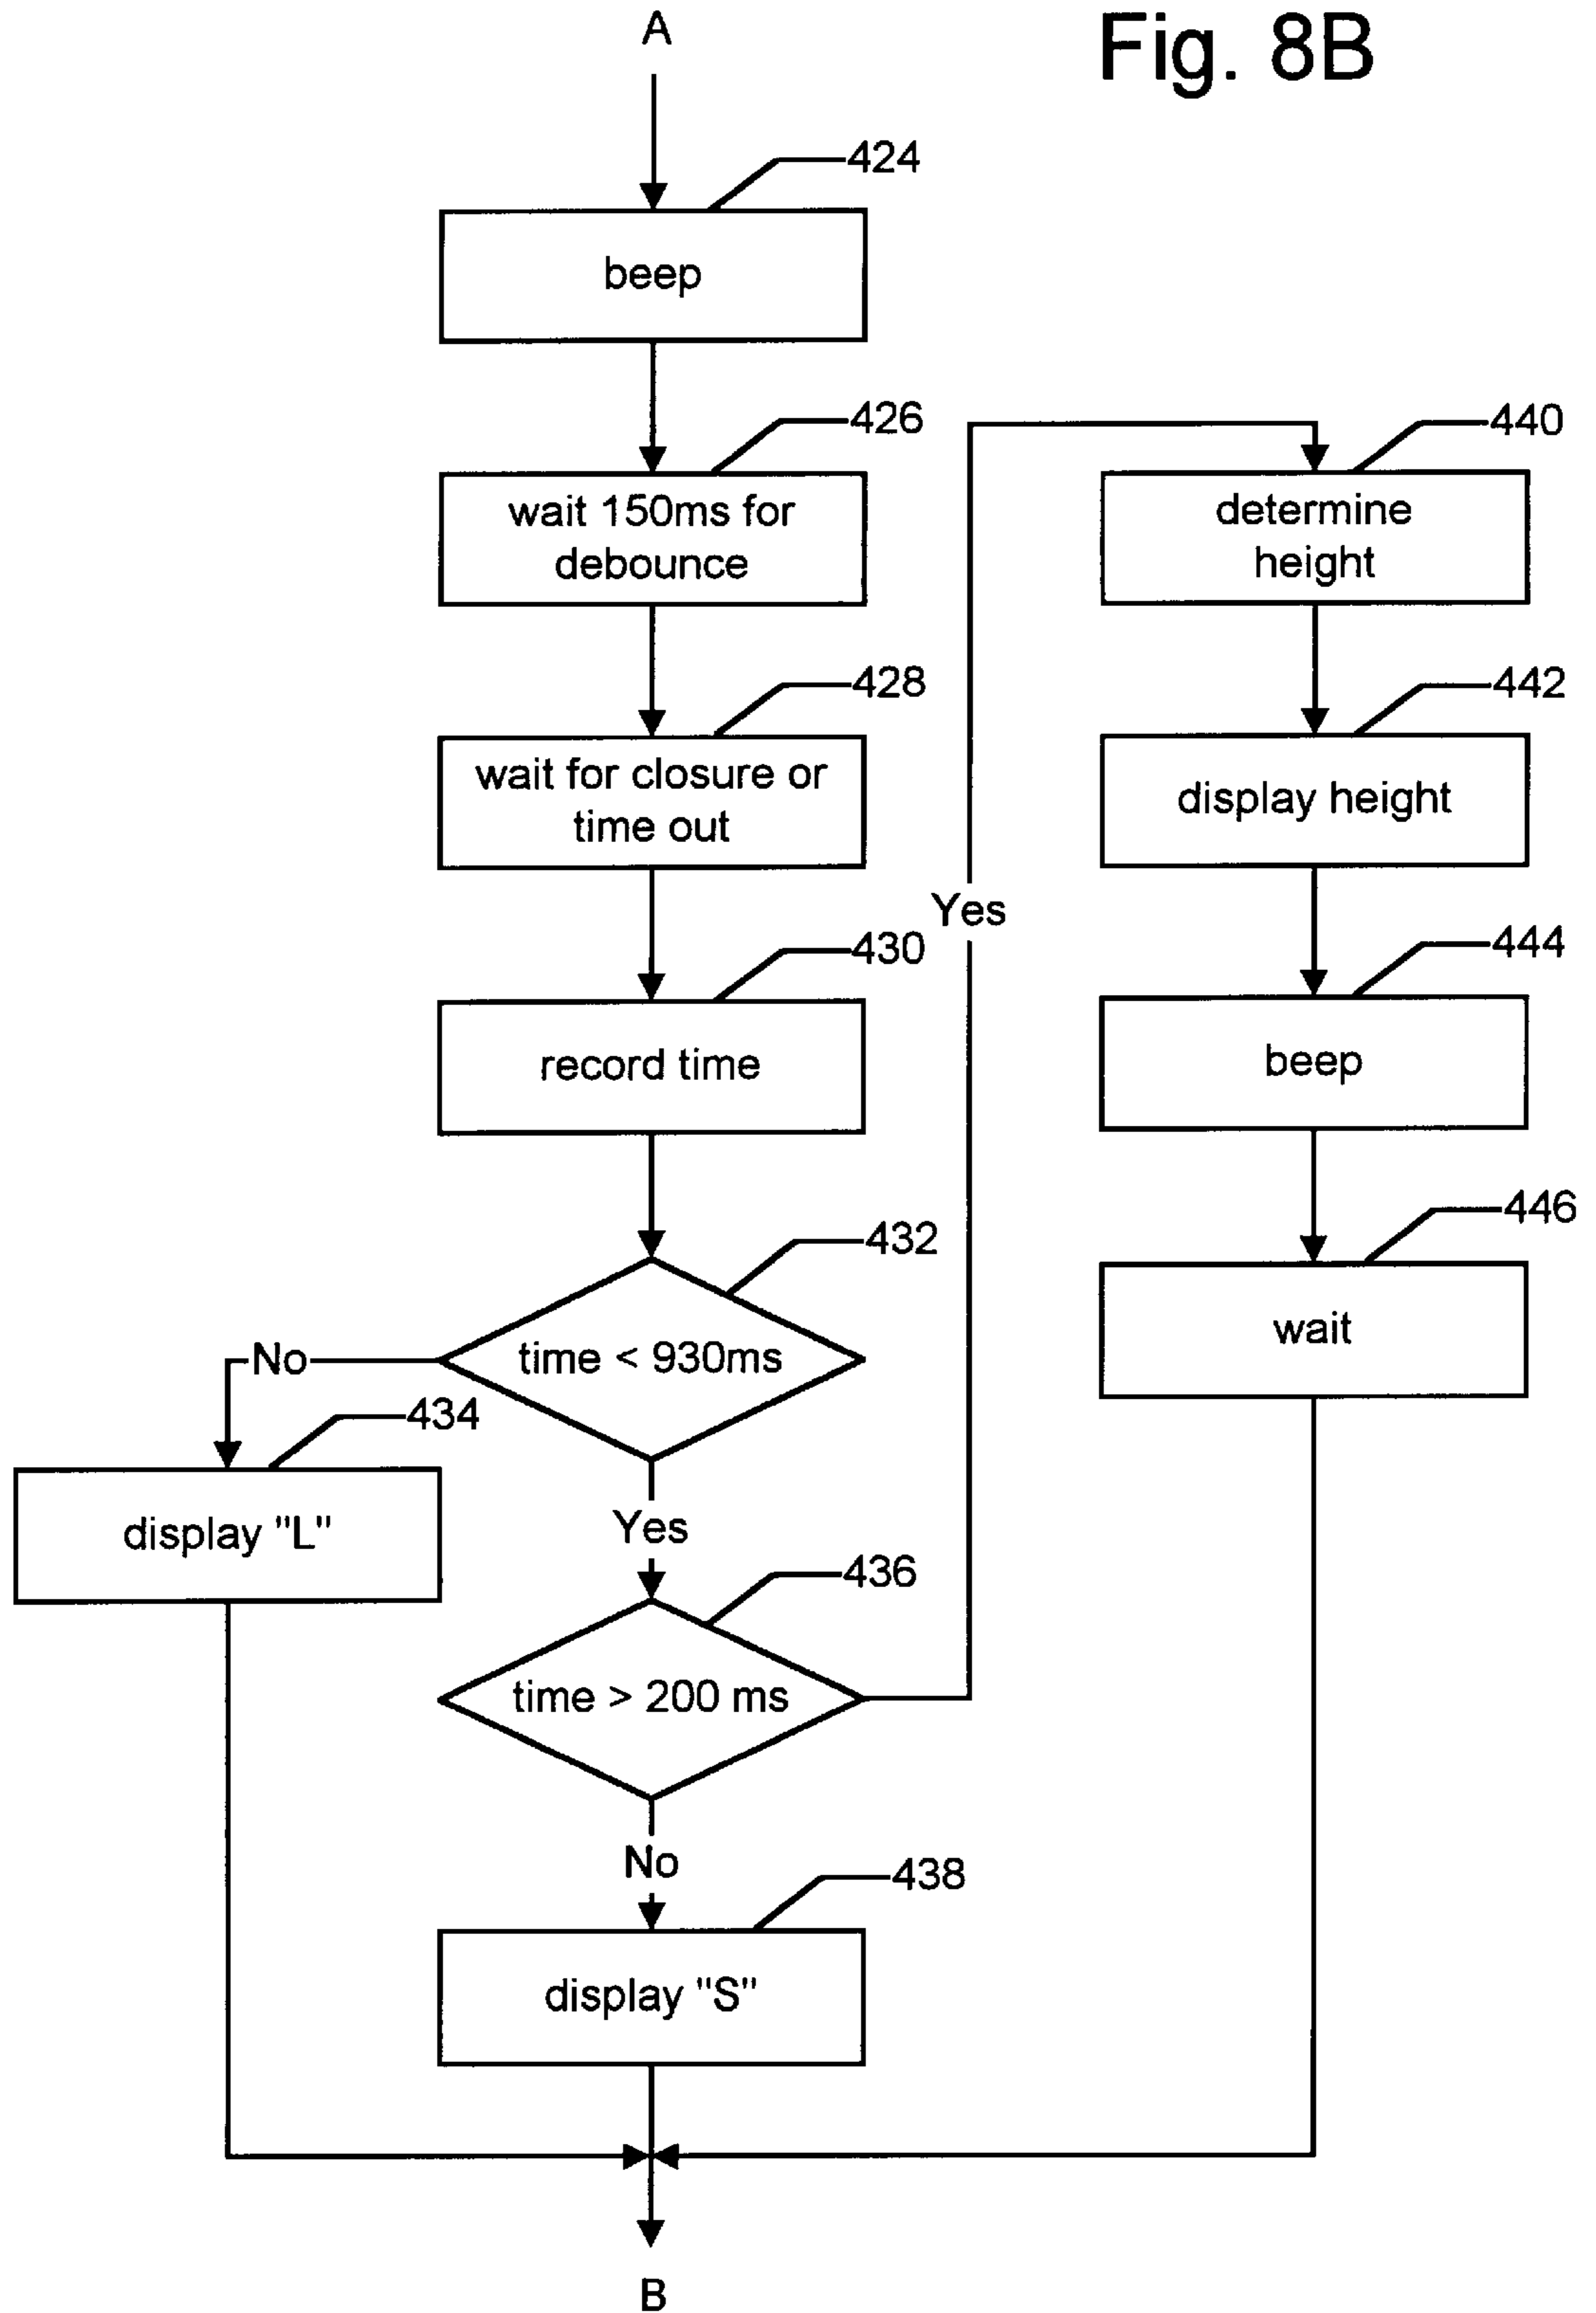 Fig. 8B
A
424
beep
426
wait 150ms for
debounce
428
wait for closure or
time out
430
record time
432
time < 930ms
No
434
display "L"
Yes
436
time > 200 ms
Yes
No
438
display "S"
440
determine
height
442
display height
444
beep
446
wait
B